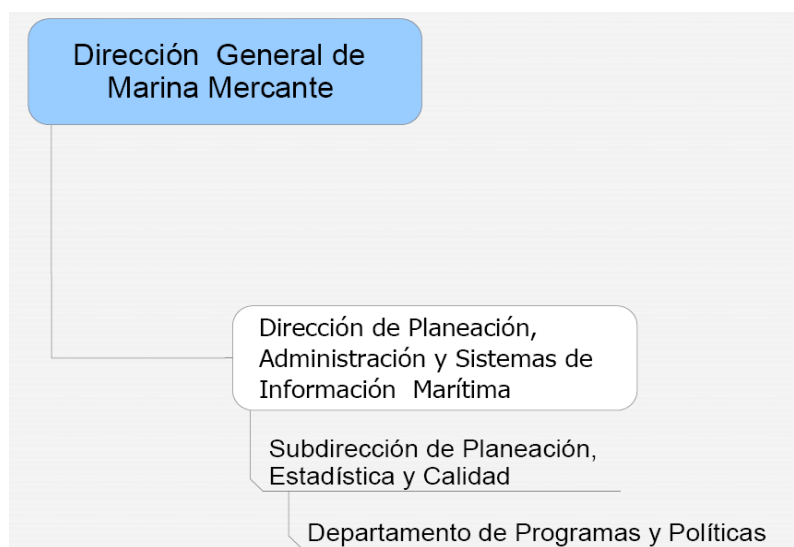 Dirección General de
Marina Mercante
Dirección de Planeación,
Administración y Sistemas de
Información Marítima
Subdirección de Planeación,
Estadística y Calidad
Departamento de Programas y Políticas